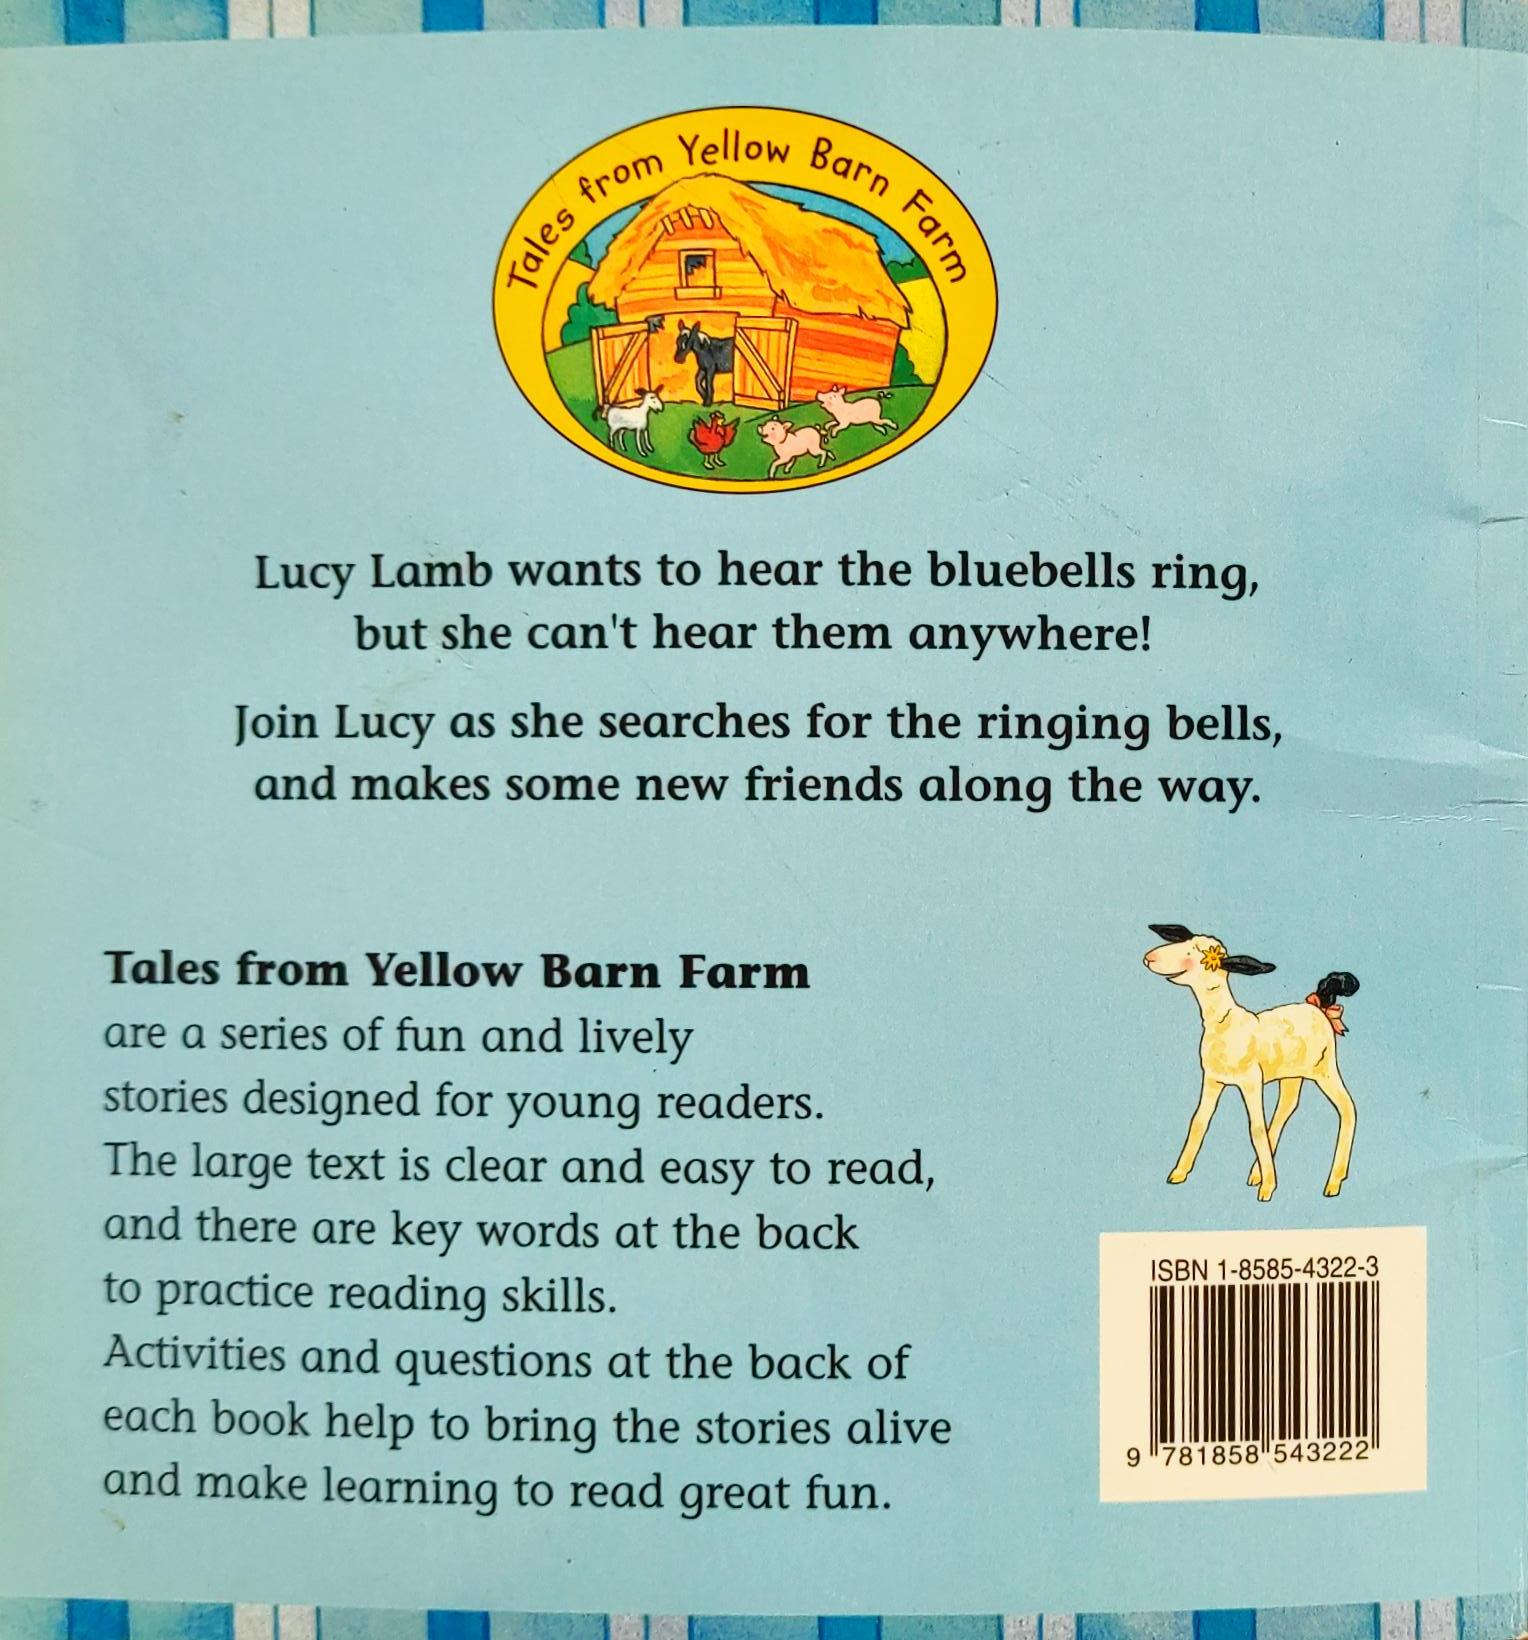 Tales from Yellow Barn Farm
Lucy Lamb wants to hear the bluebells ring,
but she can't hear them anywhere!
Join Lucy as she searches for the ringing bells,
and makes some new friends along the way.
Tales from Yellow Barn Farm
are a series of fun and lively
stories designed for young readers.
The large text is clear and easy to read,
and there are key words at the back
to practice reading skills.
Activities and questions at the back of
each book help to bring the stories alive
and make learning to read great fun.
ISBN 1-8585-4322-3
9 781858 543222